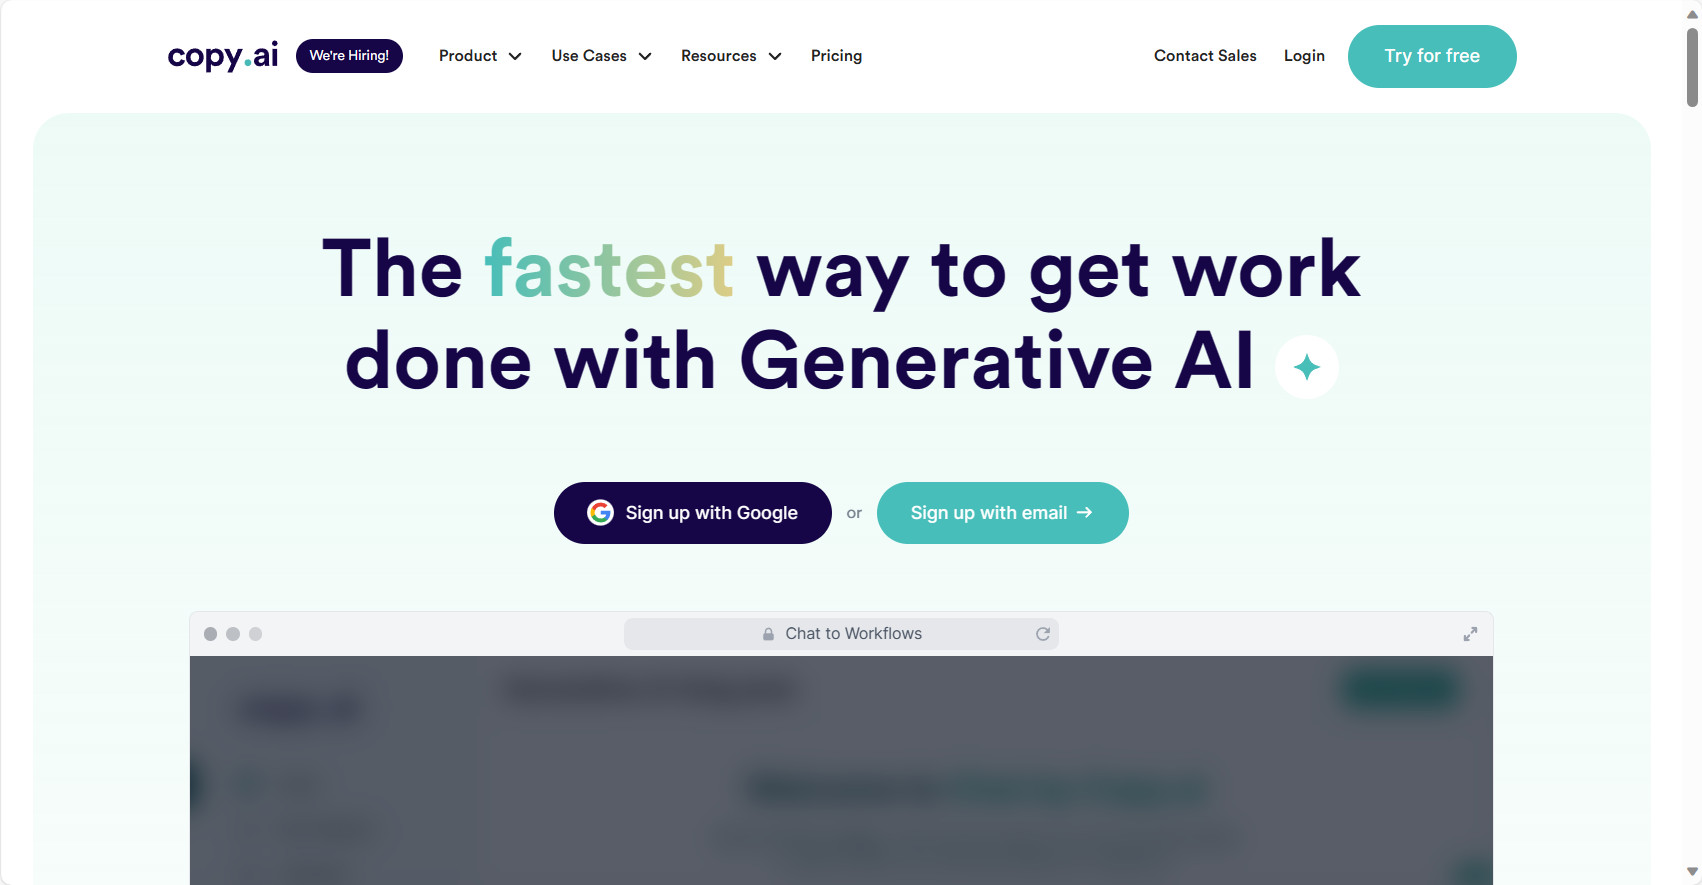 copy.ai
We're Hiring!
Product
Use Cases
Resources
Pricing
Contact Sales
Login
Try for free
The fastest way to get work
done with Generative AI
Sign up with Google
or
Sign up with email →
Chat to Workflows